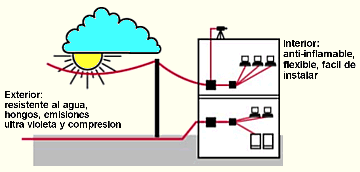 Interior:
anti-inflamable,
flexible, facil de
instalar
Exterior:
resistente al agua,
hongos, emisiones
ultra violeta y compresion